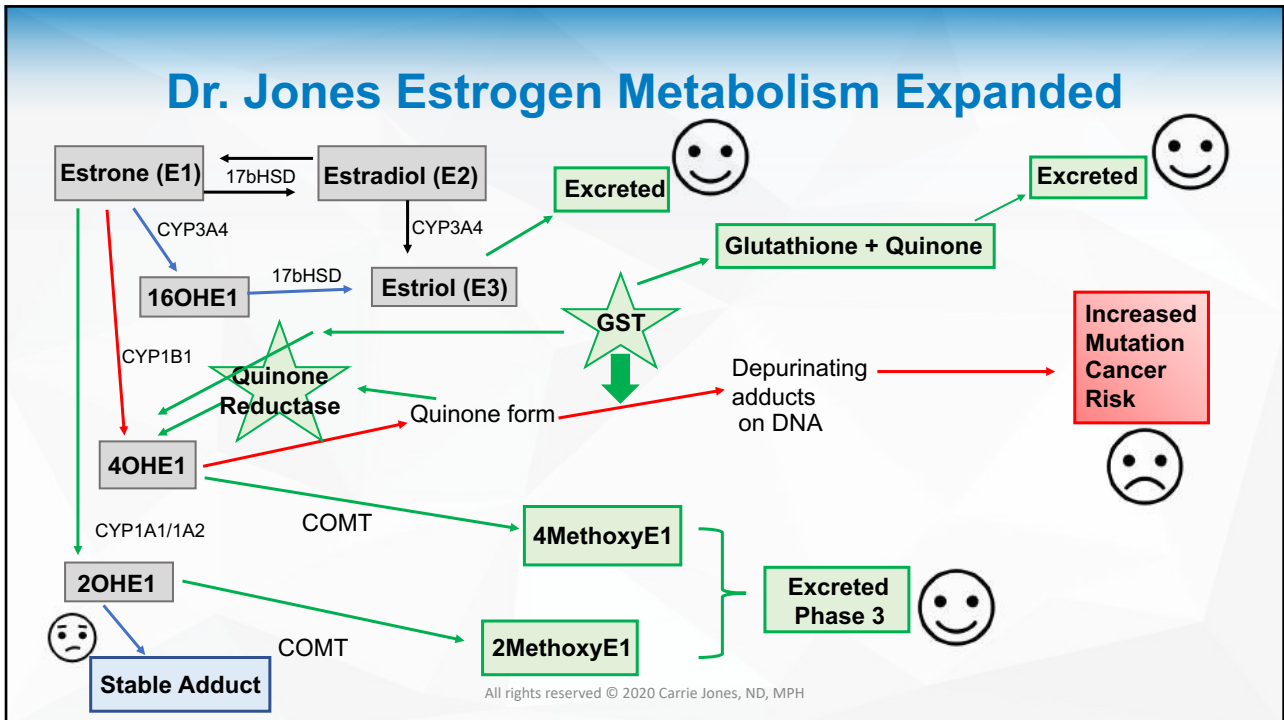 Dr. Jones Estrogen Metabolism Expanded
Estrone (E1)
17bHSD
Estradiol (E2)
Excreted
Excreted
CYP3A4
CYP3A4
Glutathione + Quinone
16OHE1
17bHSD
Estriol (E3)
GST
Increased
Mutation
Cancer
Risk
CYP1B1
Quinone
Reductase
Quinone form
Depurinating
adducts
on DNA
4OHE1
COMT
4MethoxyE1
CYP1A1/1A2
2OHE1
Excreted
Phase 3
COMT
2MethoxyE1
Stable Adduct
All rights reserved © 2020 Carrie Jones, ND, MPH